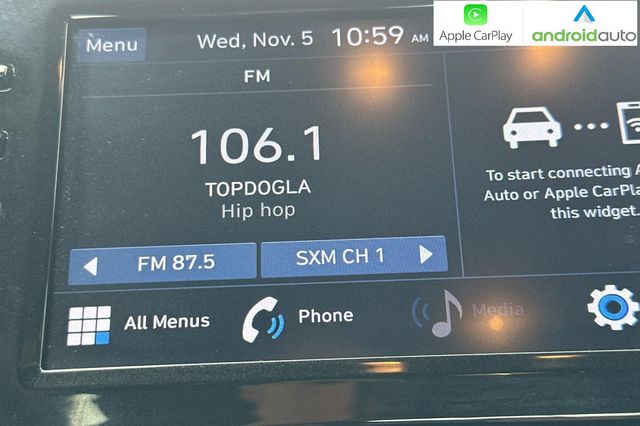 Apple CarPlay
androidauto
Menu
Wed, Nov. 5 10:59 AM
FM
106.1
TOPDOGLA
Hip hop
FM 87.5
SXM CH 1
To start connecting
Auto or Apple CarPla
this widget.
All Menus
Phone
Media